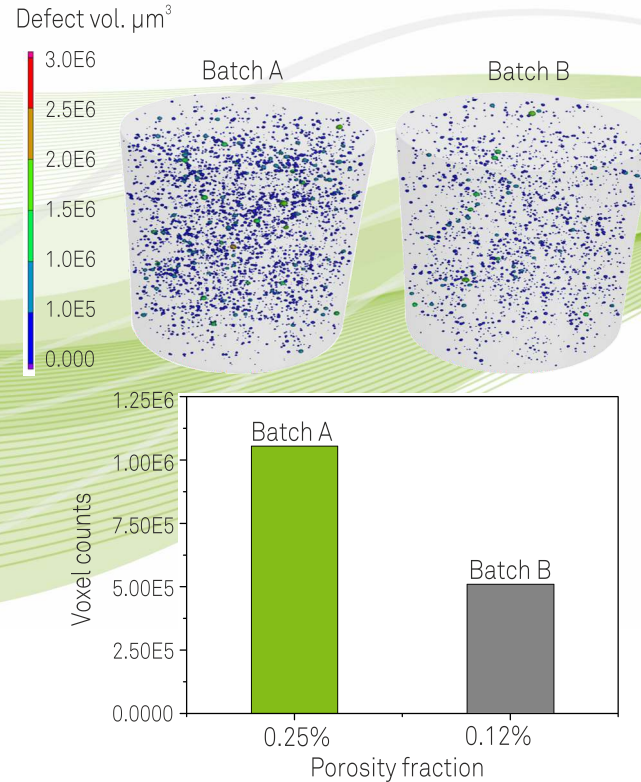 Defect vol. µm³
3.0E6
2.5E6
2.0E6
1.5E6
1.0E6
1.0E5
0.000
Batch A
Batch B
1.25E6
1.00E6
7.50E5
5.00E5
2.50E5
0.0000
Voxel counts
Batch A
Batch B
0.25%
0.12%
Porosity fraction